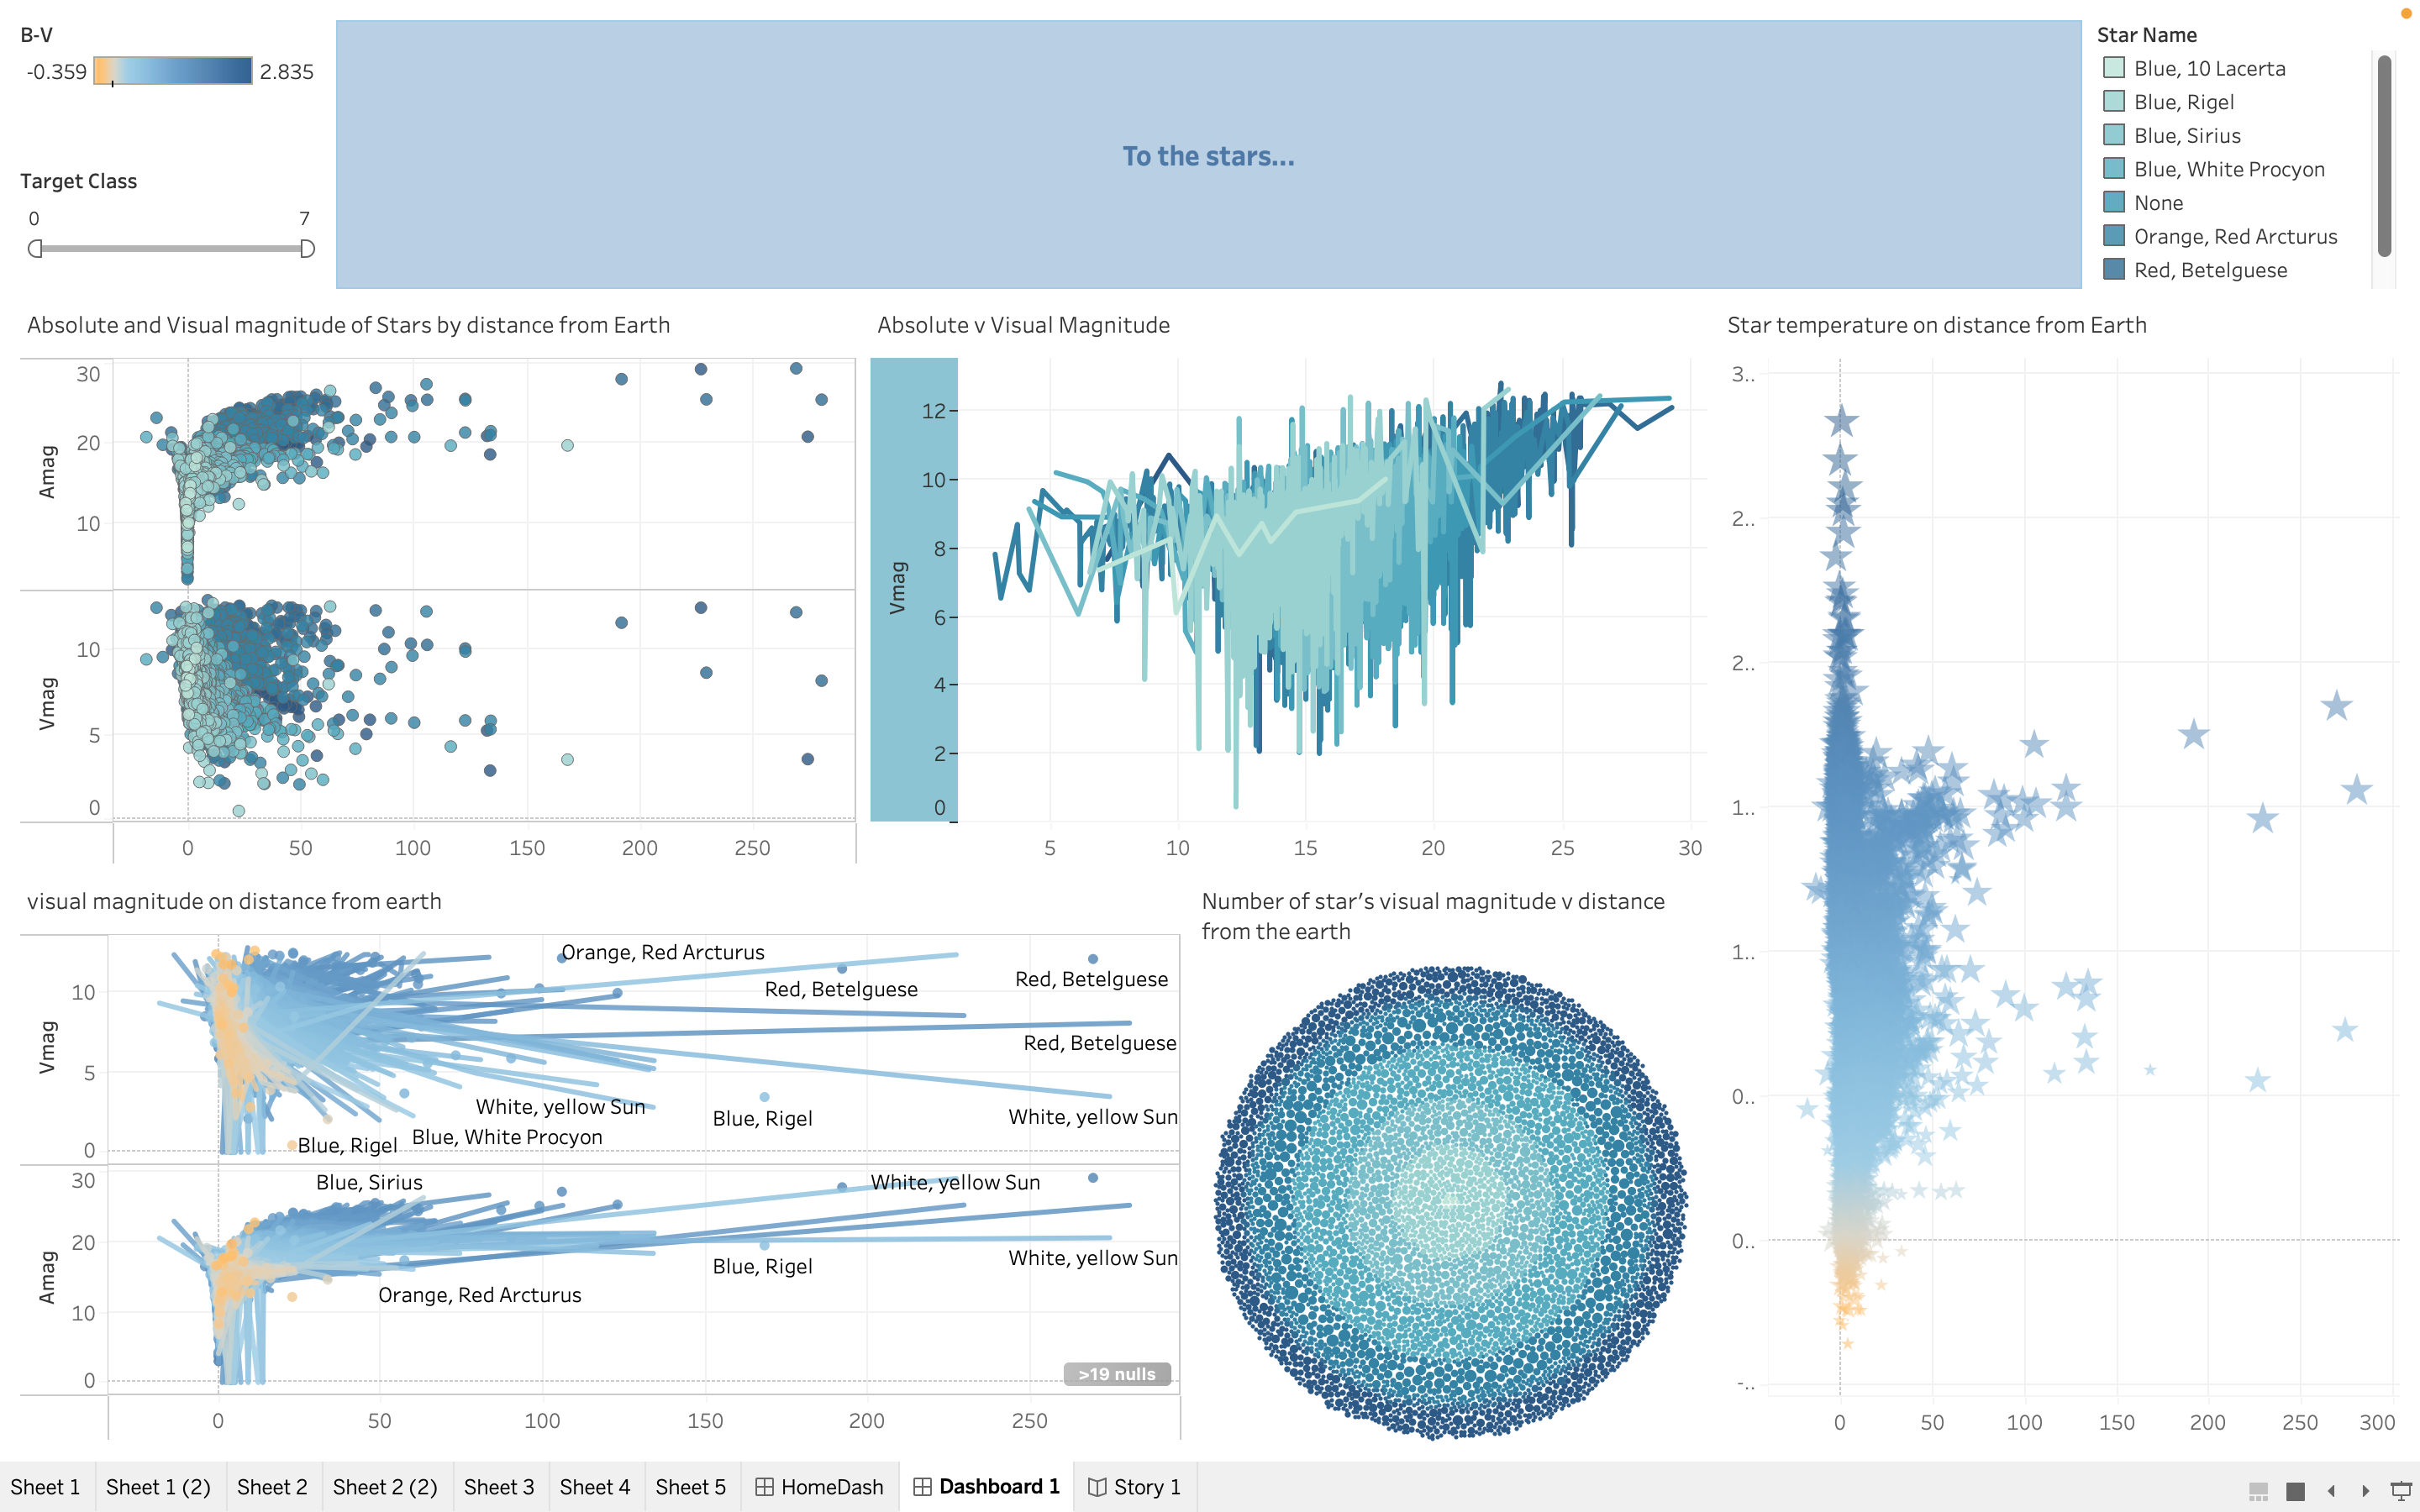 B-V
-0.359
2.835
Target Class
0
7
To the stars...
Star Name
Blue, 10 Lacerta
Blue, Rigel
Blue, Sirius
Blue, White Procyon
None
Orange, Red Arcturus
Red, Betelguese
Absolute and Visual magnitude of Stars by distance from Earth
30
20
10
Amag
10
5
0
Vmag
0
50
100
150
200
250
Absolute v Visual Magnitude
12
10
8
6
4
2
0
Vmag
5
10
15
20
25
30
Star temperature on distance from Earth
3..
2..
2..
1..
1..
0..
0..
-..
0
50
100
150
200
250
300
visual magnitude on distance from earth
10
5
0
Vmag
Orange, Red Arcturus
Red, Betelguese
Red, Betelguese
Red, Betelguese
White, yellow Sun
Blue, Rigel
White, yellow Sun
Blue, Rigel
Blue, White Procyon
30
20
10
0
Amag
Blue, Sirius
White, yellow Sun
Blue, Rigel
White, yellow Sun
Orange, Red Arcturus
>19 nulls
0
50
100
150
200
250
Number of star's visual magnitude v distance
from the earth
Sheet 1
Sheet 1 (2)
Sheet 2
Sheet 2 (2)
Sheet 3
Sheet 4
Sheet 5
HomeDash
Dashboard 1
Story 1